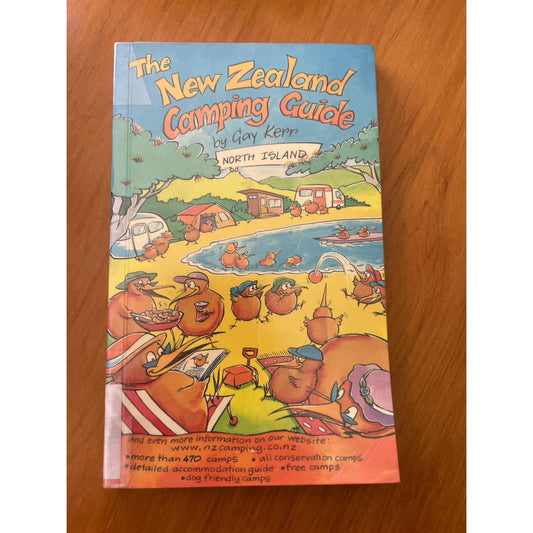 The
New Zealand
Camping Guide
by Gay Kerr
NORTH ISLAND
and even more information on our website:
www.nzcamping.co.nz
•more than 470 camps •all conservation camps
•detailed accommodation guide •free camps
•dog friendly camps